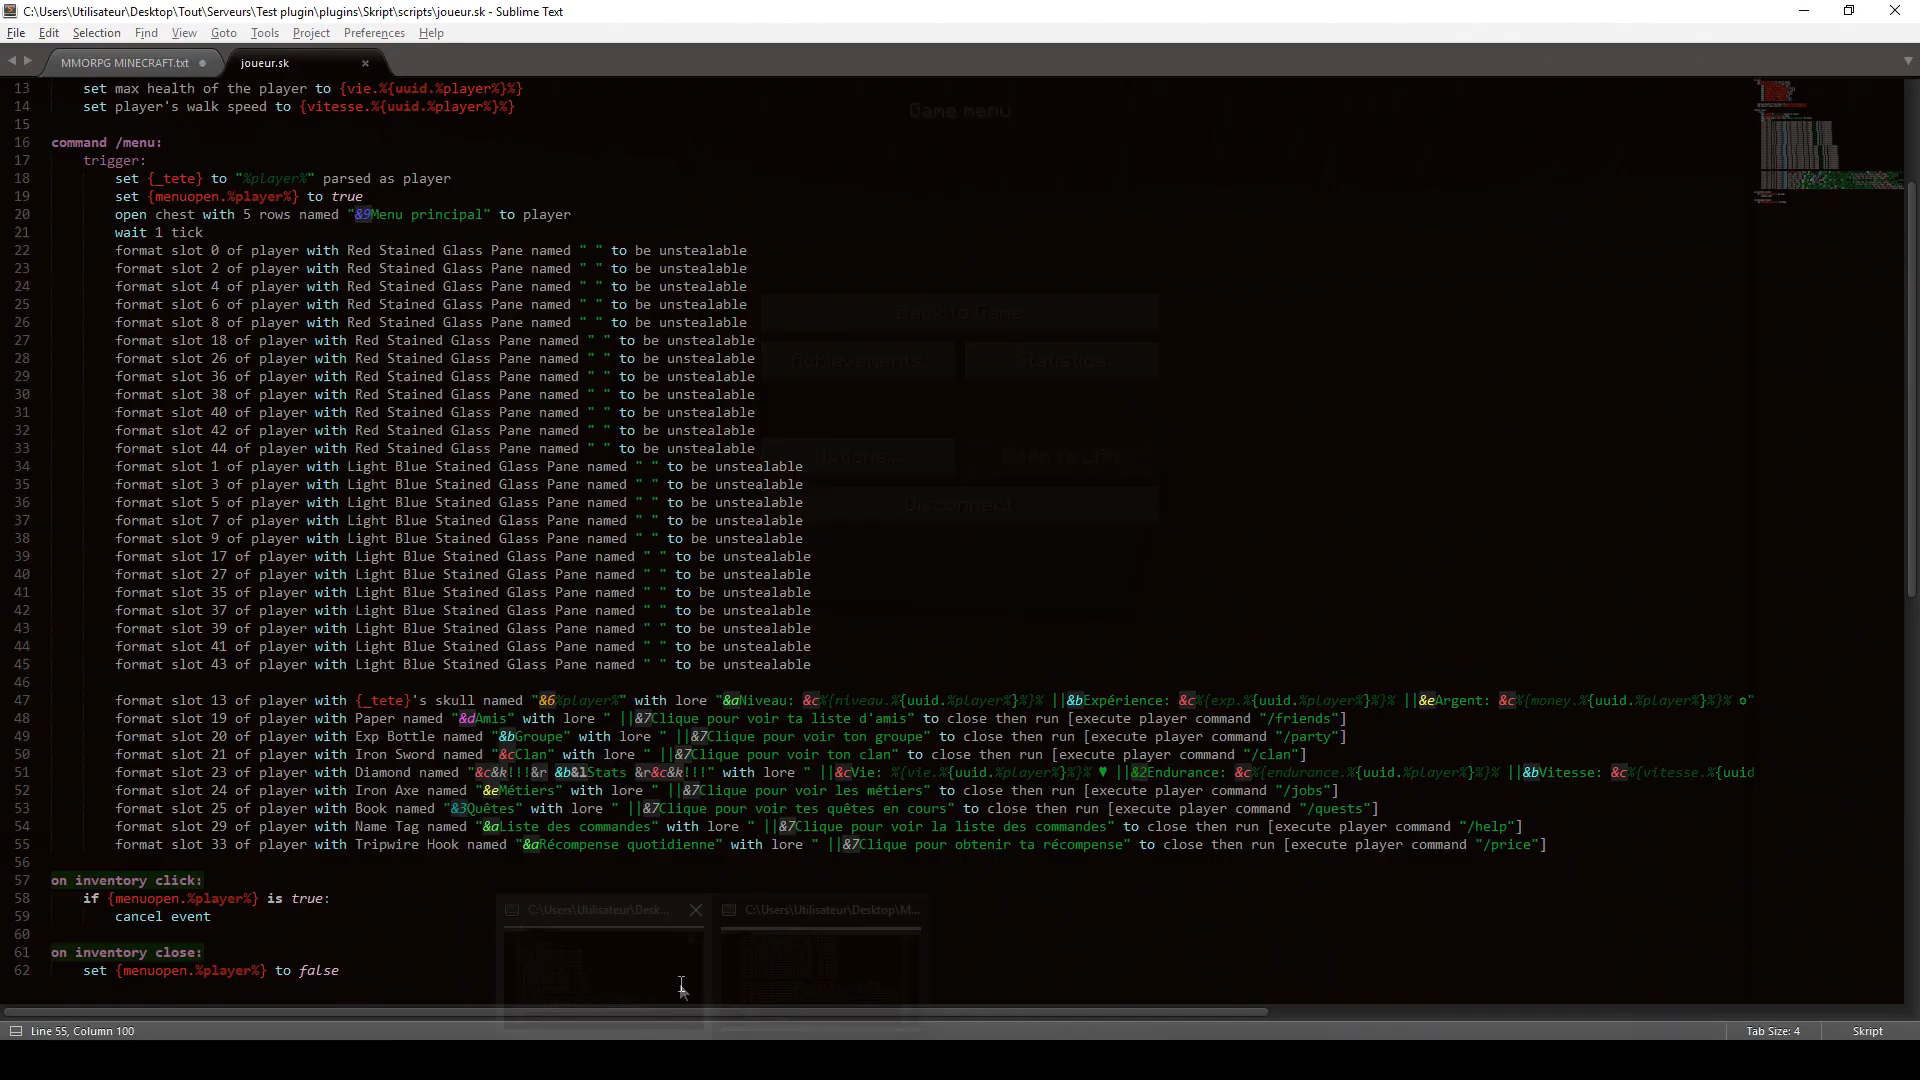 C:\Users\Utilisateur\Desktop\Tout\Serveurs\Test plugin\plugins\Skript\scripts\joueur.sk - Sublime Text
File Edit Selection Find View Goto Tools Project Preferences Help
MMORPG MINECRAFT.txt joueur.sk
13 set max health of the player to {vie.%{uuid.%player%}%}
14 set player's walk speed to {vitesse.%{uuid.%player%}%}
15
16 command /menu:
17 trigger:
18 set {_tete} to "%player%" parsed as player
19 set {menuopen.%player%} to true
20 open chest with 5 rows named "&9Menu principal" to player
21 wait 1 tick
22 format slot 0 of player with Red Stained Glass Pane named " " to be unstealable
23 format slot 2 of player with Red Stained Glass Pane named " " to be unstealable
24 format slot 4 of player with Red Stained Glass Pane named " " to be unstealable
25 format slot 6 of player with Red Stained Glass Pane named " " to be unstealable
26 format slot 8 of player with Red Stained Glass Pane named " " to be unstealable
27 format slot 18 of player with Red Stained Glass Pane named " " to be unstealable
28 format slot 26 of player with Red Stained Glass Pane named " " to be unstealable
29 format slot 36 of player with Red Stained Glass Pane named " " to be unstealable
30 format slot 38 of player with Red Stained Glass Pane named " " to be unstealable
31 format slot 40 of player with Red Stained Glass Pane named " " to be unstealable
32 format slot 42 of player with Red Stained Glass Pane named " " to be unstealable
33 format slot 44 of player with Red Stained Glass Pane named " " to be unstealable
34 format slot 1 of player with Light Blue Stained Glass Pane named " " to be unstealable
35 format slot 3 of player with Light Blue Stained Glass Pane named " " to be unstealable
36 format slot 5 of player with Light Blue Stained Glass Pane named " " to be unstealable
37 format slot 7 of player with Light Blue Stained Glass Pane named " " to be unstealable
38 format slot 9 of player with Light Blue Stained Glass Pane named " " to be unstealable
39 format slot 17 of player with Light Blue Stained Glass Pane named " " to be unstealable
40 format slot 27 of player with Light Blue Stained Glass Pane named " " to be unstealable
41 format slot 35 of player with Light Blue Stained Glass Pane named " " to be unstealable
42 format slot 37 of player with Light Blue Stained Glass Pane named " " to be unstealable
43 format slot 39 of player with Light Blue Stained Glass Pane named " " to be unstealable
44 format slot 41 of player with Light Blue Stained Glass Pane named " " to be unstealable
45 format slot 43 of player with Light Blue Stained Glass Pane named " " to be unstealable
46
47 format slot 13 of player with {_tete}'s skull named "&6%player%" with lore "&aNiveau: &c%{niveau.%{uuid.%player%}%}% ||&bExpérience: &c%{exp.%{uuid.%player%}%}% ||&eArgent: &c%{money.%{uuid.%player%}%}% ✡"
48 format slot 19 of player with Paper named "&dAmis" with lore " ||&7Clique pour voir ta liste d'amis" to close then run [execute player command "/friends"]
49 format slot 20 of player with Exp Bottle named "&bGroupe" with lore " ||&7Clique pour voir ton groupe" to close then run [execute player command "/party"]
50 format slot 21 of player with Iron Sword named "&cClan" with lore " ||&7Clique pour voir ton clan" to close then run [execute player command "/clan"]
51 format slot 23 of player with Diamond named "&c&k!!!&r &b&lStats &r&c&k!!!" with lore " ||&cVie: %{vie.%{uuid.%player%}%}% ♥ ||&2Endurance: &c%{endurance.%{uuid.%player%}%}% ||&bVitesse: &c%{vitesse.%{uuid
52 format slot 24 of player with Iron Axe named "&eMétiers" with lore " ||&7Clique pour voir les métiers" to close then run [execute player command "/jobs"]
53 format slot 25 of player with Book named "&3Quêtes" with lore " ||&7Clique pour voir tes quêtes en cours" to close then run [execute player command "/quests"]
54 format slot 29 of player with Name Tag named "&aListe des commandes" with lore " ||&7Clique pour voir la liste des commandes" to close then run [execute player command "/help"]
55 format slot 33 of player with Tripwire Hook named "&aRécompense quotidienne" with lore " ||&7Clique pour obtenir ta récompense" to close then run [execute player command "/price"]
56
57 on inventory click:
58 if {menuopen.%player%} is true:
59 cancel event
60
61 on inventory close:
62 set {menuopen.%player%} to false
Game menu
Back to Game
Achievements Statistics
Options... Open to LAN
Disconnect
C:\Users\Utilisateur\Desk... C:\Users\Utilisateur\Desktop\M...
Line 55, Column 100 Tab Size: 4 Skript